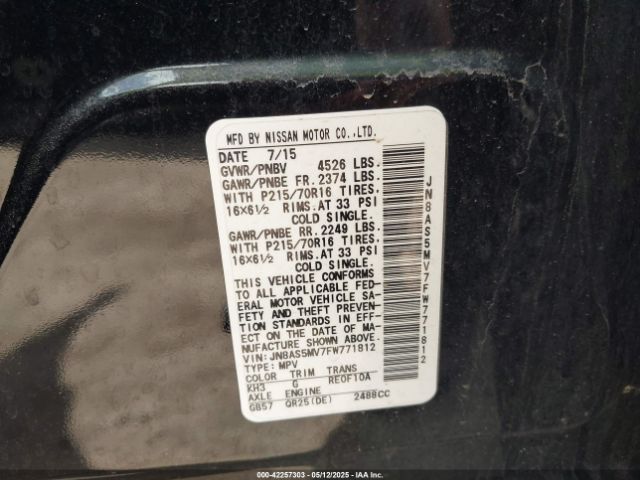 MFD BY NISSAN MOTOR CO.,LTD.
DATE 7/15
GVWR/PNBV 4526 LBS.
GAWR/PNBE FR. 2374 LBS.
WITH P215/70R16 TIRES,
16X6½ RIMS.AT 33 PSI
COLD SINGLE.
GAWR/PNBE RR. 2249 LBS.
WITH P215/70R16 TIRES,
16X6½ RIMS.AT 33 PSI
COLD SINGLE.
THIS VEHICLE CONFORMS
TO ALL APPLICABLE FED-
ERAL MOTOR VEHICLE SA-
FETY AND THEFT PREVEN-
TION STANDARDS IN EFF-
ECT ON THE DATE OF MA-
NUFACTURE SHOWN ABOVE.
VIN: JN8AS5MV7FW771812
TYPE: MPV
COLOR TRIM TRANS
KH3 G RE0F10A
AXLE ENGINE
GB57 QR25(DE) 2488CC
JN8AS5MV7FW771812
000-42257303 - 05/12/2025 - IAAI.COM